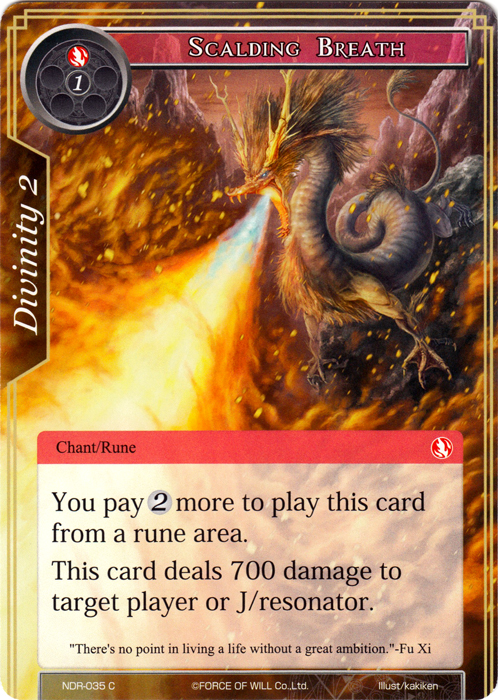 SCALDING BREATH
1
Divinity 2
Chant/Rune
You pay 2 more to play this card
from a rune area.
This card deals 700 damage to
target player or J/resonator.
"There's no point in living a life without a great ambition."-Fu Xi
NDR-035 C ©FORCE OF WILL Co.,Ltd. Illust/kakiken